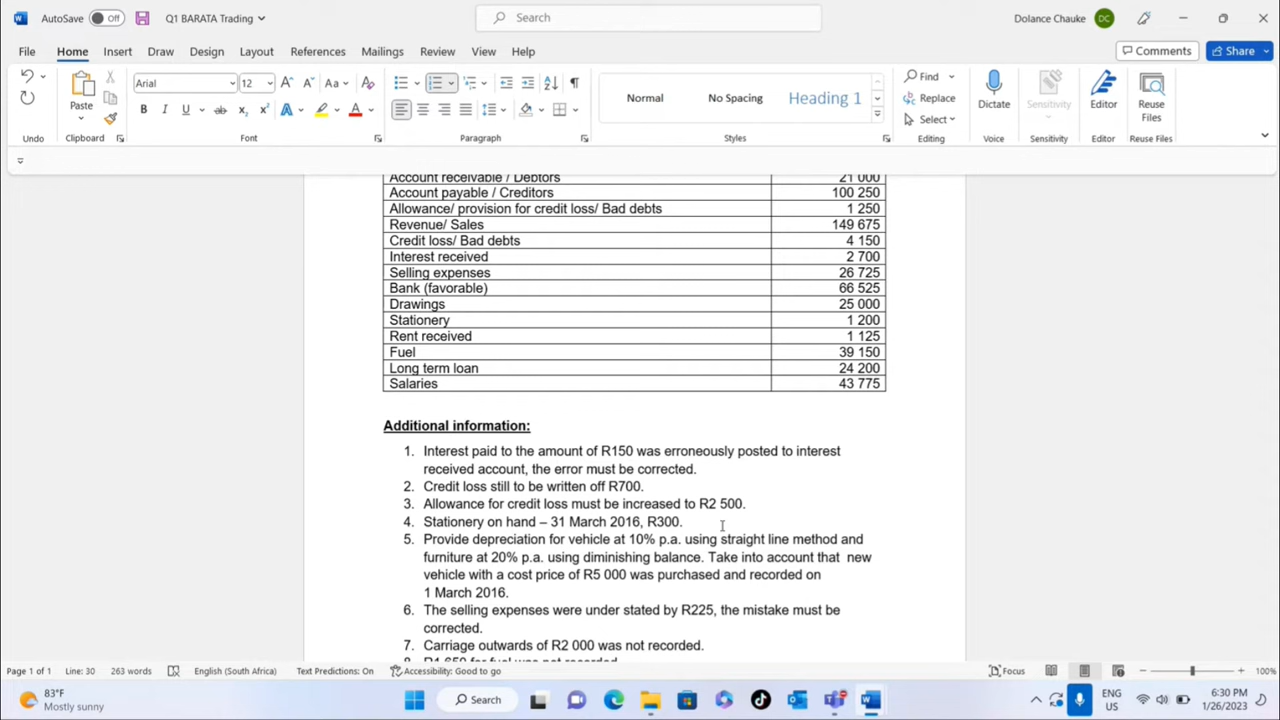 AutoSave Off Q1 BARATA Trading Search Dolance Chauke DC
File Home Insert Draw Design Layout References Mailings Review View Help Comments Share
Arial 12 Aa Find
Paste Normal No Spacing Heading 1 Replace Dictate Sensitivity Editor Reuse Files
B I U ab x₂ x² A A Select
Undo Clipboard Font Paragraph Styles Editing Voice Sensitivity Editor Reuse Files
Account receivable / Debtors 21 000
Account payable / Creditors 100 250
Allowance/ provision for credit loss/ Bad debts 1 250
Revenue/ Sales 149 675
Credit loss/ Bad debts 4 150
Interest received 2 700
Selling expenses 26 725
Bank (favorable) 66 525
Drawings 25 000
Stationery 1 200
Rent received 1 125
Fuel 39 150
Long term loan 24 200
Salaries 43 775
Additional information:
1. Interest paid to the amount of R150 was erroneously posted to interest
received account, the error must be corrected.
2. Credit loss still to be written off R700.
3. Allowance for credit loss must be increased to R2 500.
4. Stationery on hand – 31 March 2016, R300.
5. Provide depreciation for vehicle at 10% p.a. using straight line method and
furniture at 20% p.a. using diminishing balance. Take into account that new
vehicle with a cost price of R5 000 was purchased and recorded on
1 March 2016.
6. The selling expenses were under stated by R225, the mistake must be
corrected.
7. Carriage outwards of R2 000 was not recorded.
8. R1 650 for fuel was not recorded
Page 1 of 1 Line: 30 263 words English (South Africa) Text Predictions: On Accessibility: Good to go Focus 100%
83°F
Mostly sunny
Search
ENG
US
6:30 PM
1/26/2023